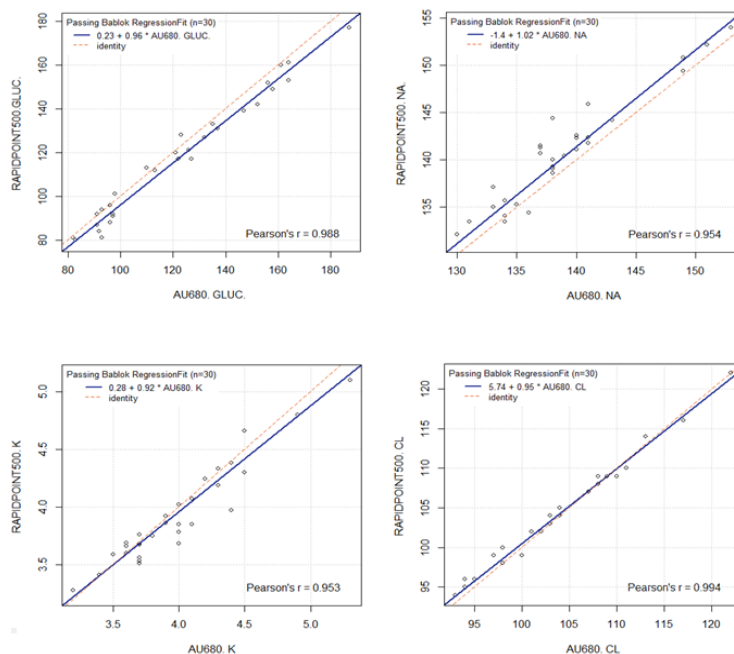 Passing Bablok RegressionFit (n=30)
0.23 + 0.96 * AU680. GLUC.
identity
RAPIDPOINT500.GLUC.
180
160
140
120
100
80
Pearson's r = 0.988
80 100 120 140 160 180
AU680. GLUC.
Passing Bablok RegressionFit (n=30)
-1.4 + 1.02 * AU680. NA
identity
RAPIDPOINT500.NA.
155
150
145
140
135
Pearson's r = 0.954
130 135 140 145 150
AU680. NA
Passing Bablok RegressionFit (n=30)
0.28 + 0.92 * AU680. K
identity
RAPIDPOINT500. K
5.0
4.5
4.0
3.5
Pearson's r = 0.953
3.5 4.0 4.5 5.0
AU680. K
Passing Bablok RegressionFit (n=30)
5.74 + 0.95 * AU680. CL
identity
RAPIDPOINT500. CL
120
115
110
105
100
95
Pearson's r = 0.994
95 100 105 110 115 120
AU680. CL